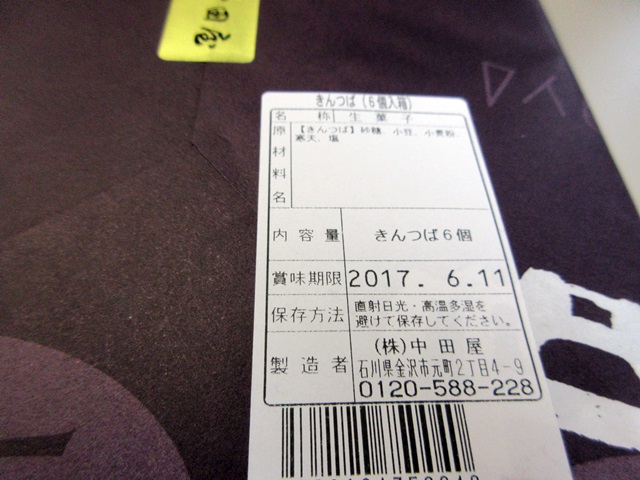 田屋
きんつば(6個入箱)
名 称 生菓子
原材料名 【きんつば】砂糖、小豆、小麦粉、
寒天、塩
内容量 きんつば6個
賞味期限 2017. 6.11
保存方法 直射日光・高温多湿を
避けて保存してください。
製造者 (株)中田屋
石川県金沢市元町2丁目4-9
0120-588-228